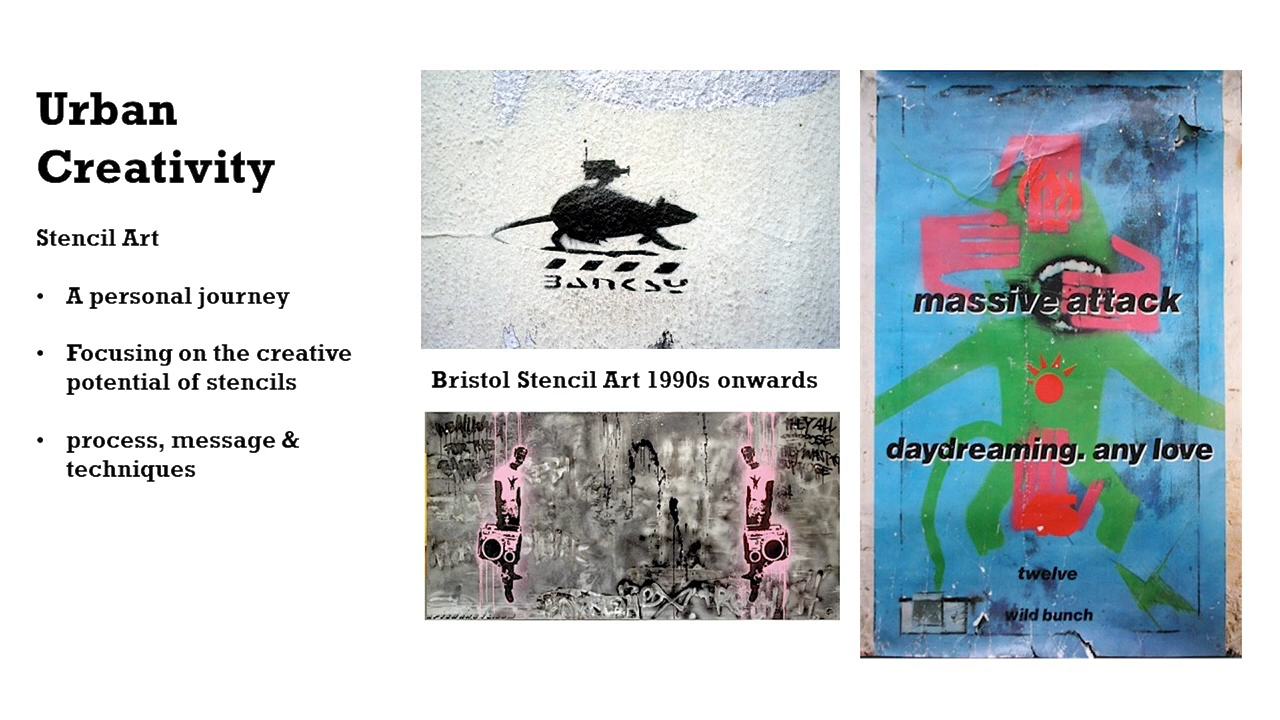 Urban
Creativity
Stencil Art
• A personal journey
• Focusing on the creative
potential of stencils
• process, message &
techniques
BANKSY
Bristol Stencil Art 1990s onwards
massive attack
daydreaming. any love
twelve
wild bunch